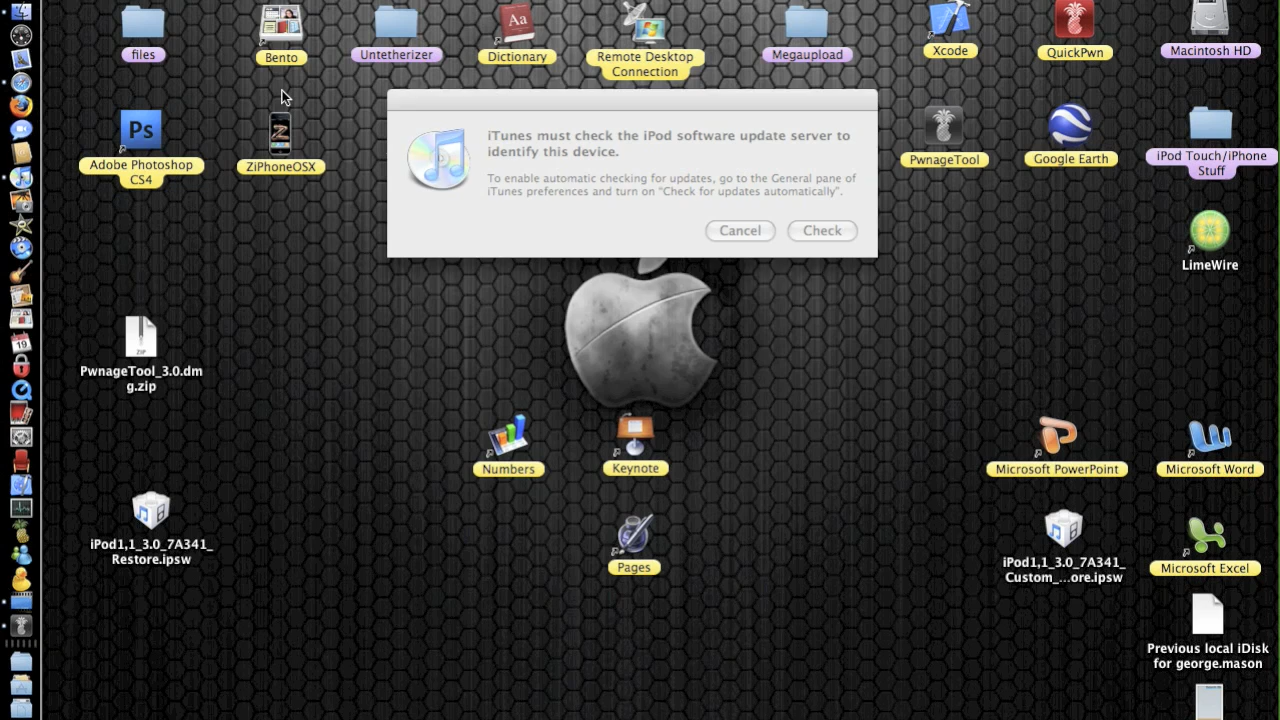 files
Bento
Untetherizer
Aa
Dictionary
Remote Desktop
Connection
Megaupload
Xcode
QuickPwn
Macintosh HD
iTunes must check the iPod software update server to
identify this device.
To enable automatic checking for updates, go to the General pane of
iTunes preferences and turn on “Check for updates automatically”.
Cancel
Check
Ps
Adobe Photoshop
CS4
Z
ZiPhoneOSX
PwnageTool
Google Earth
iPod Touch/iPhone
Stuff
LimeWire
19
ZIP
PwnageTool_3.0.dm
g.zip
Numbers
Keynote
Microsoft PowerPoint
Microsoft Word
iPod1,1_3.0_7A341_
Restore.ipsw
Pages
iPod1,1_3.0_7A341_
Custom_...ore.ipsw
Microsoft Excel
Previous local iDisk
for george.mason